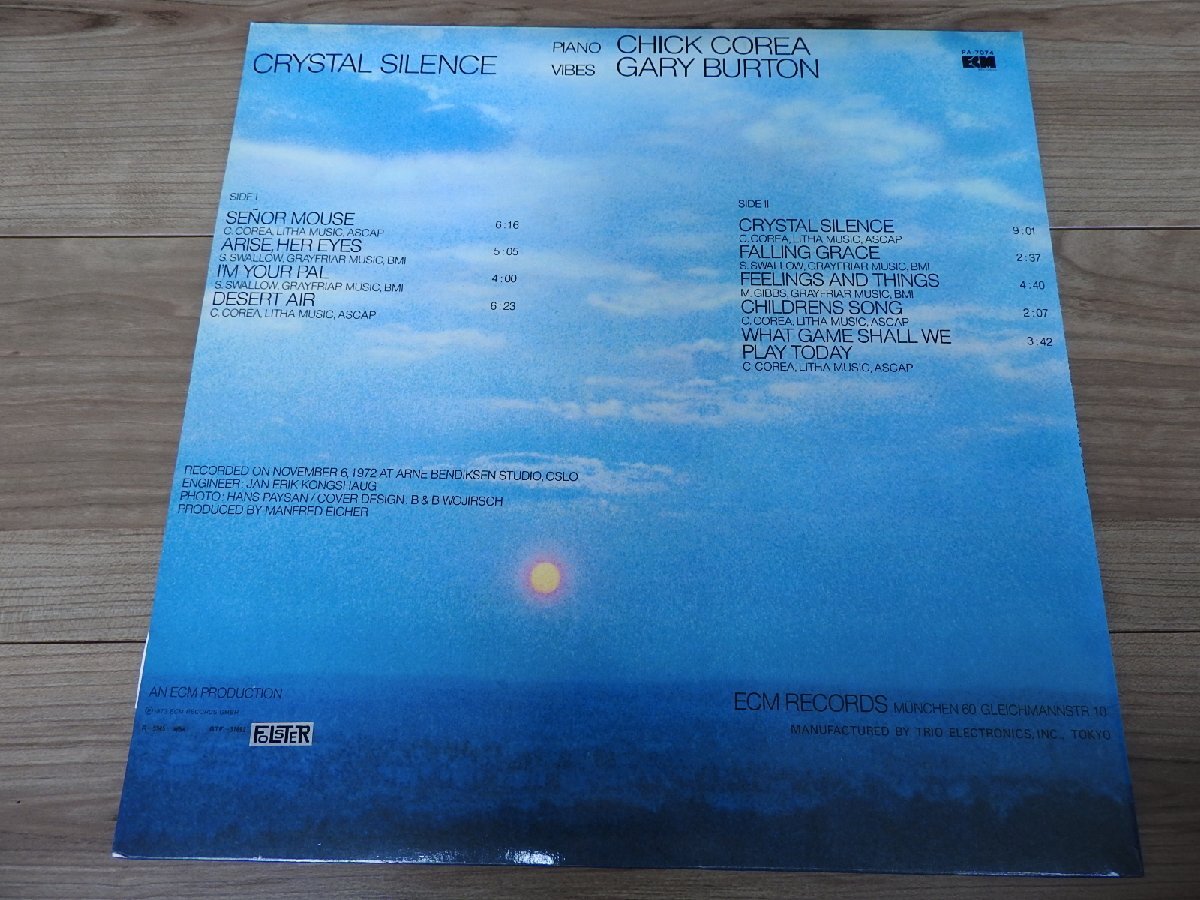 CRYSTAL SILENCE
PIANO CHICK COREA
VIBES GARY BURTON
PA-7074
ECM
SIDE I
SEÑOR MOUSE 6:16
C. COREA, LITHA MUSIC, ASCAP
ARISE, HER EYES 5:05
S. SWALLOW, GRAYFRIAR MUSIC, BMI
I'M YOUR PAL 4:00
S. SWALLOW, GRAYFRIAR MUSIC, BMI
DESERT AIR 6:23
C. COREA, LITHA MUSIC, ASCAP
SIDE II
CRYSTAL SILENCE 9:01
C. COREA, LITHA MUSIC, ASCAP
FALLING GRACE 2:37
S. SWALLOW, GRAYFRIAR MUSIC, BMI
FEELINGS AND THINGS 4:40
M. GIBBS, GRAYFRIAR MUSIC, BMI
CHILDRENS SONG 2:07
C. COREA, LITHA MUSIC, ASCAP
WHAT GAME SHALL WE 3:42
PLAY TODAY
C. COREA, LITHA MUSIC, ASCAP
RECORDED ON NOVEMBER 6, 1972 AT ARNE BENDIKSEN STUDIO, OSLO
ENGINEER: JAN ERIK KONGSHAUG
PHOTO: HANS PAYSAN / COVER DESIGN: B & B WOJIRSCH
PRODUCED BY MANFRED EICHER
AN ECM PRODUCTION
Ⓟ 1973 ECM RECORDS GMBH
FOLSTER
ECM RECORDS MÜNCHEN 60 GLEICHMANNSTR. 10
MANUFACTURED BY TRIO ELECTRONICS, INC., TOKYO